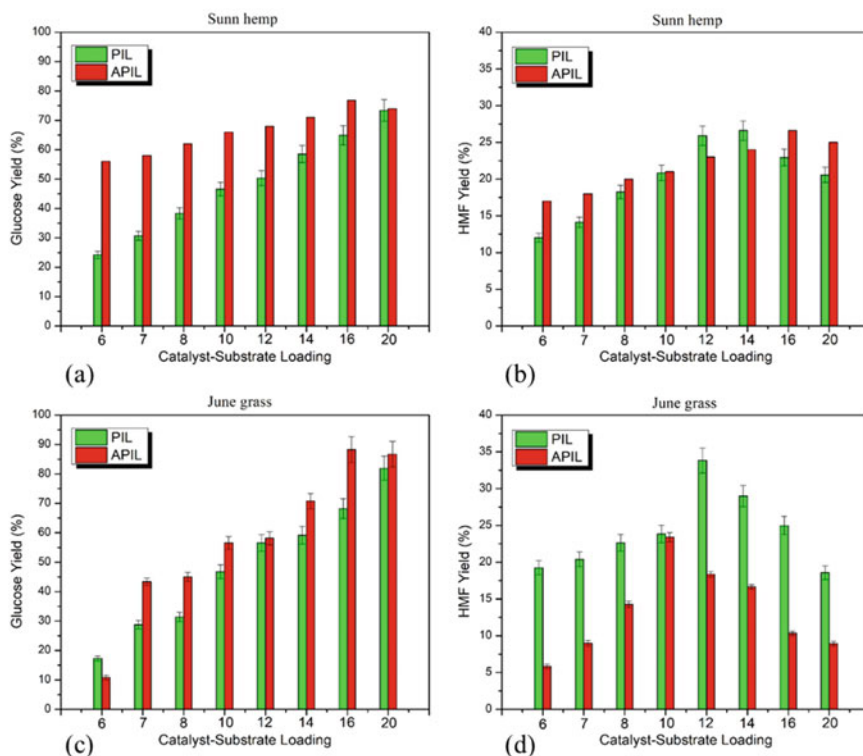 Sunn hemp
100
90
80
70
60
50
40
30
20
10
0
Glucose Yield (%)
PIL
APIL
6 7 8 10 12 14 16 20
Catalyst-Substrate Loading
(a)
Sunn hemp
40
35
30
25
20
15
10
5
0
HMF Yield (%)
PIL
APIL
6 7 8 10 12 14 16 20
Catalyst-Substrate Loading
(b)
June grass
100
90
80
70
60
50
40
30
20
10
0
Glucose Yield (%)
PIL
APIL
6 7 8 10 12 14 16 20
Catalyst-Substrate Loading
(c)
June grass
40
35
30
25
20
15
10
5
0
HMF Yield (%)
PIL
APIL
6 7 8 10 12 14 16 20
Catalyst-Substrate Loading
(d)